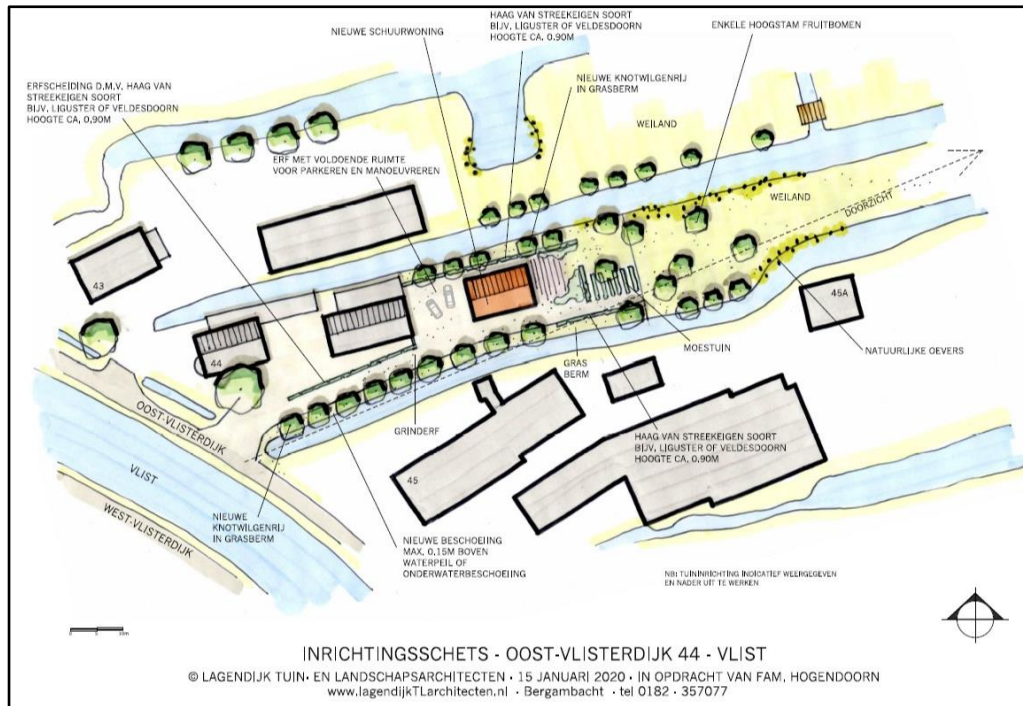 NIEUWE SCHUURWONING
HAAG VAN STREEKEIGEN SOORT
BIJV. LIGUSTER OF VELDESDOORN
HOOGTE CA. 0.90M
ENKELE HOOGSTAM FRUITBOMEN
ERFSCHEIDING D.M.V. HAAG VAN
STREEKEIGEN SOORT
BIJV. LIGUSTER OF VELDESDOORN
HOOGTE CA. 0,90M
NIEUWE KNOTWILGENRIJ
IN GRASBERM
WEILAND
ERF MET VOLDOENDE RUIMTE
VOOR PARKEREN EN MANOEUVREREN
WEILAND
DOORZICHT
43
44
45A
MOESTUIN
NATUURLIJKE OEVERS
GRAS
BERM
OOST-VLISTERDIJK
GRINDERF
HAAG VAN STREEKEIGEN SOORT
BIJV. LIGUSTER OF VELDESDOORN
HOOGTE CA. 0,90M
VLIST
45
WEST-VLISTERDIJK
NIEUWE
KNOTWILGENRIJ
IN GRASBERM
NIEUWE BESCHOEIING
MAX. 0,15M BOVEN
WATERPEIL OF
ONDERWATERBESCHOEIING
NB: TUININRICHTING INDICATIEF WEERGEGEVEN
EN NADER UIT TE WERKEN
INRICHTINGSSCHETS - OOST-VLISTERDIJK 44 - VLIST
© LAGENDIJK TUIN- EN LANDSCHAPSARCHITECTEN • 15 JANUARI 2020 • IN OPDRACHT VAN FAM. HOGENDOORN
www.lagendijkTLarchitecten.nl • Bergambacht • tel 0182 - 357077